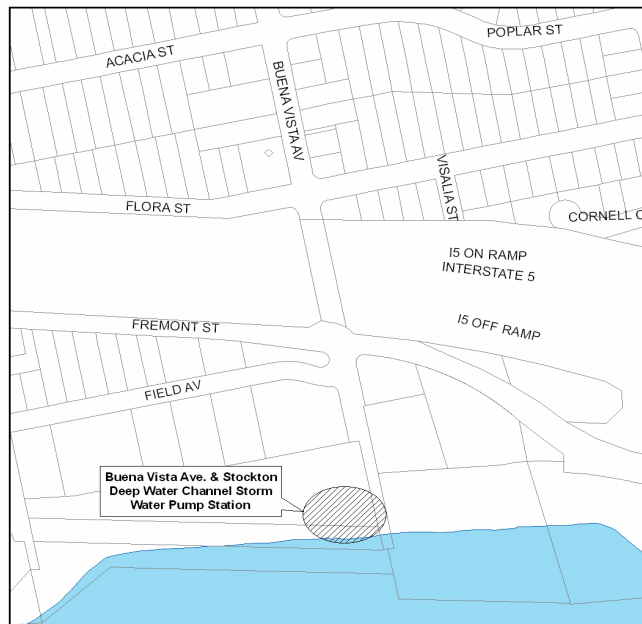 POPLAR ST
ACACIA ST
BUENA VISTA AV
VISALIA ST
FLORA ST
CORNELL C
I5 ON RAMP
INTERSTATE 5
I5 OFF RAMP
FREMONT ST
FIELD AV
Buena Vista Ave. & Stockton
Deep Water Channel Storm
Water Pump Station